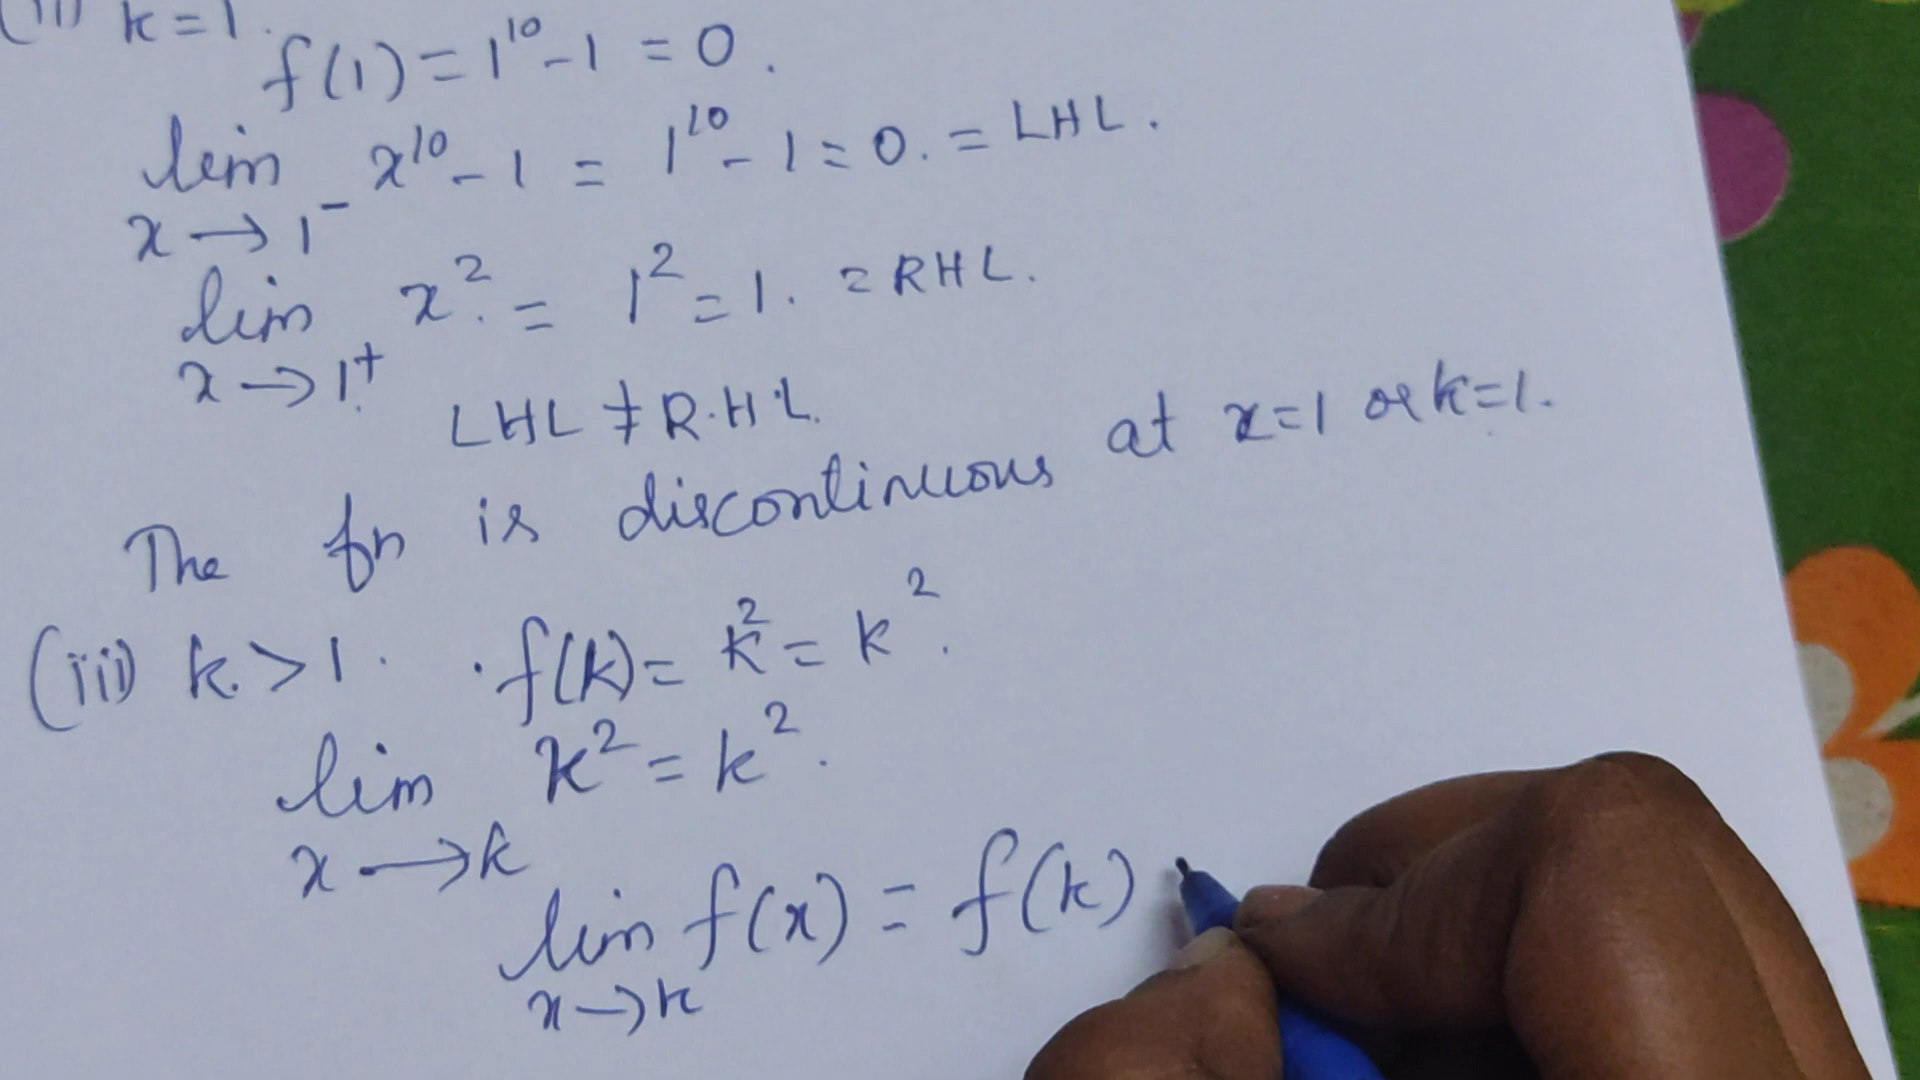 (ii) k = 1.
f(1) = 1¹⁰ - 1 = 0.
lim x¹⁰ - 1 = 1¹⁰ - 1 = 0. = LHL.
x → 1⁻
lim x². = 1² = 1. = RHL.
x → 1⁺
LHL ≠ R.H.L.
The fn is discontinuous at x=1 or k=1.
(iii) k > 1. f(k) = k² = k².
lim x² = k².
x → k
lim f(x) = f(k)
x → k